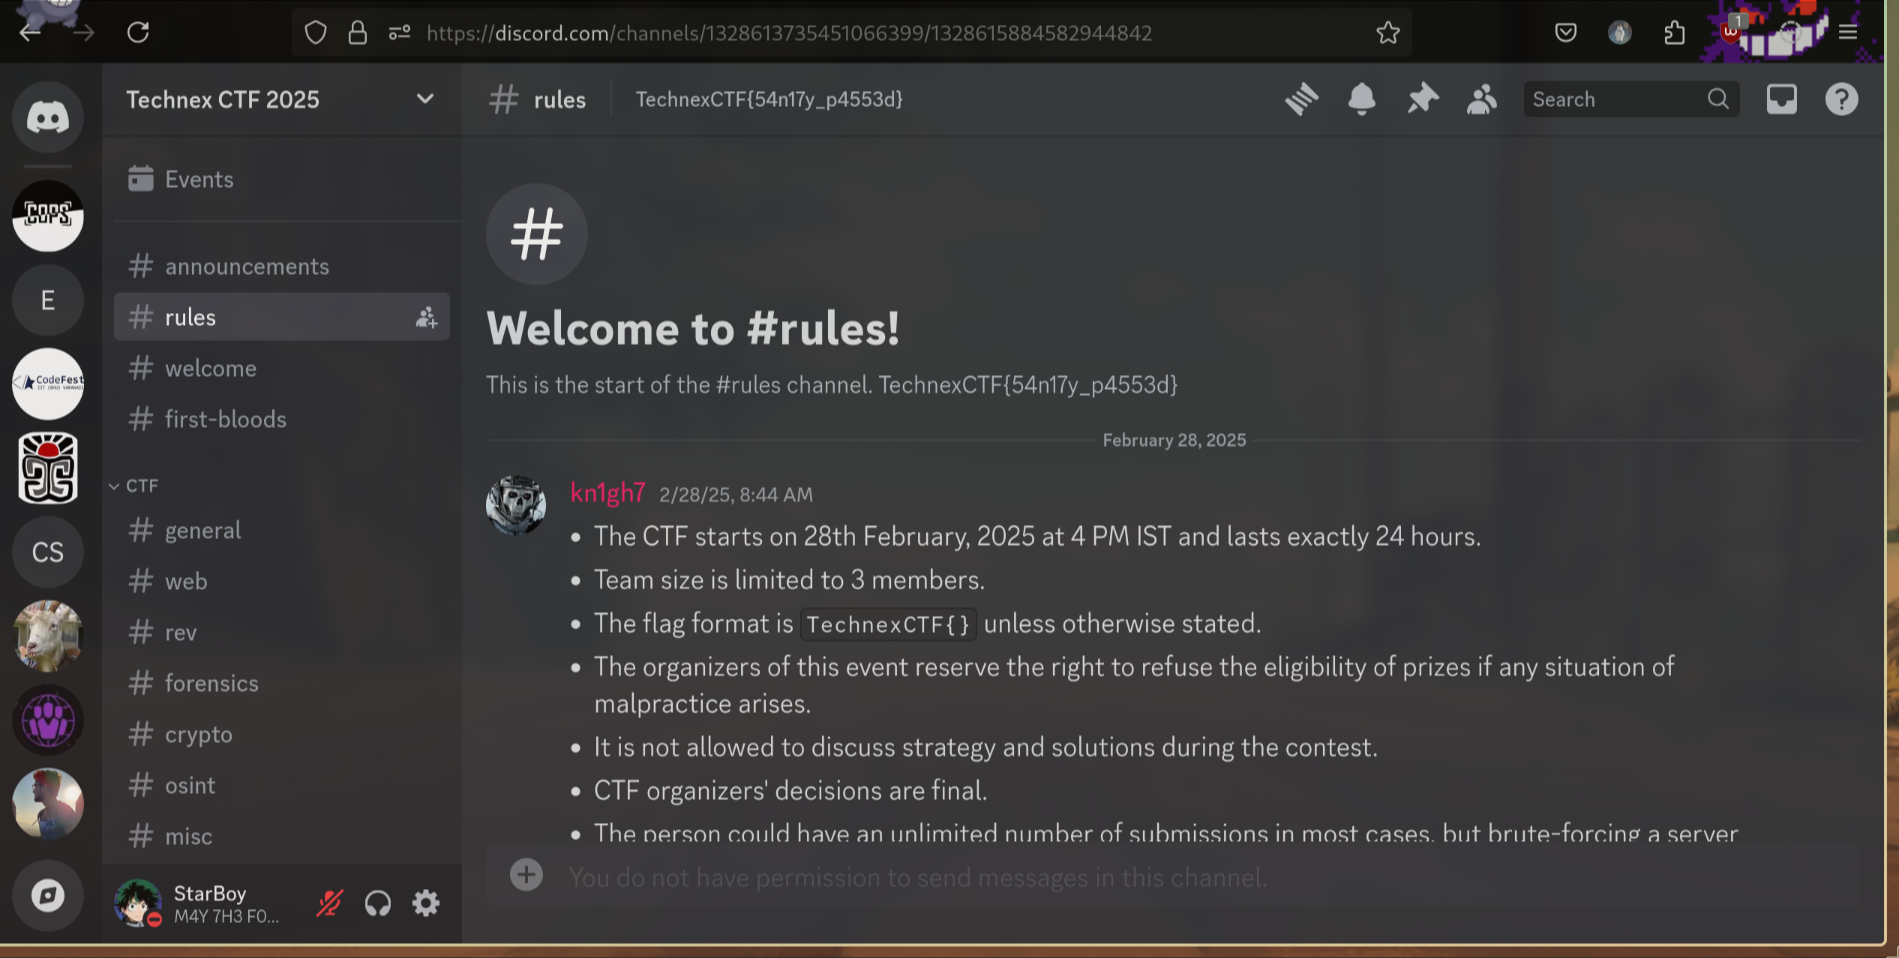 https://discord.com/channels/1328613735451066399/1328615884582944842
1
Technex CTF 2025
rules
TechnexCTF{54n17y_p4553d}
Search
Events
COPS
announcements
E
rules
Welcome to #rules!
welcome
</CodeFest
This is the start of the #rules channel. TechnexCTF{54n17y_p4553d}
first-bloods
February 28, 2025
CTF
kn1gh7 2/28/25, 8:44 AM
general
• The CTF starts on 28th February, 2025 at 4 PM IST and lasts exactly 24 hours.
CS
web
• Team size is limited to 3 members.
rev
• The flag format is TechnexCTF{} unless otherwise stated.
forensics
• The organizers of this event reserve the right to refuse the eligibility of prizes if any situation of
malpractice arises.
crypto
• It is not allowed to discuss strategy and solutions during the contest.
osint
• CTF organizers' decisions are final.
misc
• The person could have an unlimited number of submissions in most cases, but brute-forcing a server
You do not have permission to send messages in this channel.
StarBoy
M4Y 7H3 F0...